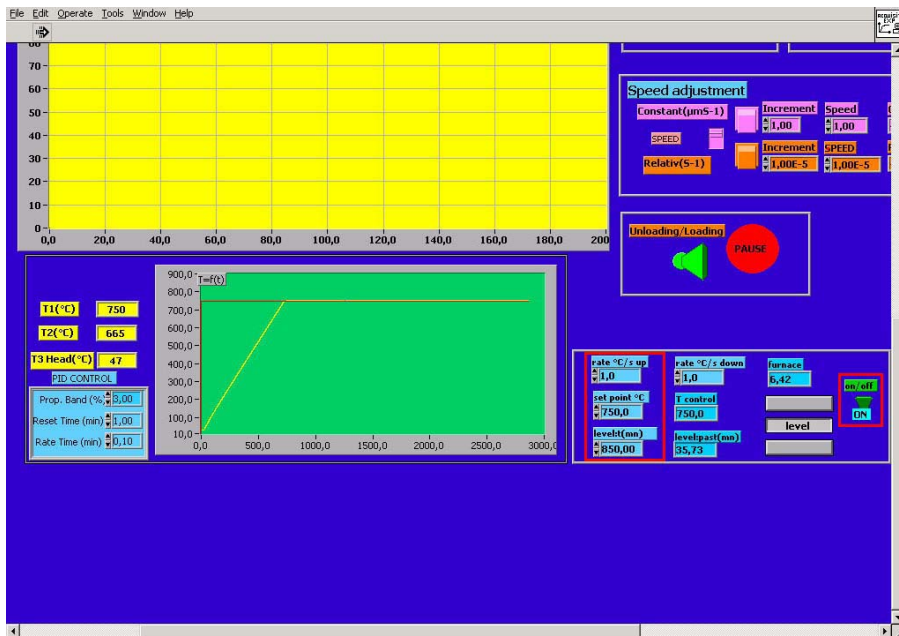 File Edit Operate Tools Window Help
70
60
50
40
30
20
10
0
0,0 20,0 40,0 60,0 80,0 100,0 120,0 140,0 160,0 180,0 200
Speed adjustment
Constant(µmS-1) Increment Speed
1,00 1,00
SPEED
Increment SPEED
Relativ(S-1) 1,00E-5 1,00E-5
Unloading/Loading
PAUSE
T1(°C) 750
T2(°C) 665
T3 Head(°C) 47
PID CONTROL
Prop. Band (%) 3,00
Reset Time (min) 1,00
Rate Time (min) 0,10
T=f(t)
900,0
800,0
700,0
600,0
500,0
400,0
300,0
200,0
100,0
10,0
0,0 500,0 1000,0 1500,0 2000,0 2500,0 3000,0
rate °C/s up rate °C/s down furnace
1,0 1,0 6,42
on/off
set point °C T control
750,0 750,0 ON
level
level:t(mn) level:past(mn)
850,00 35,73